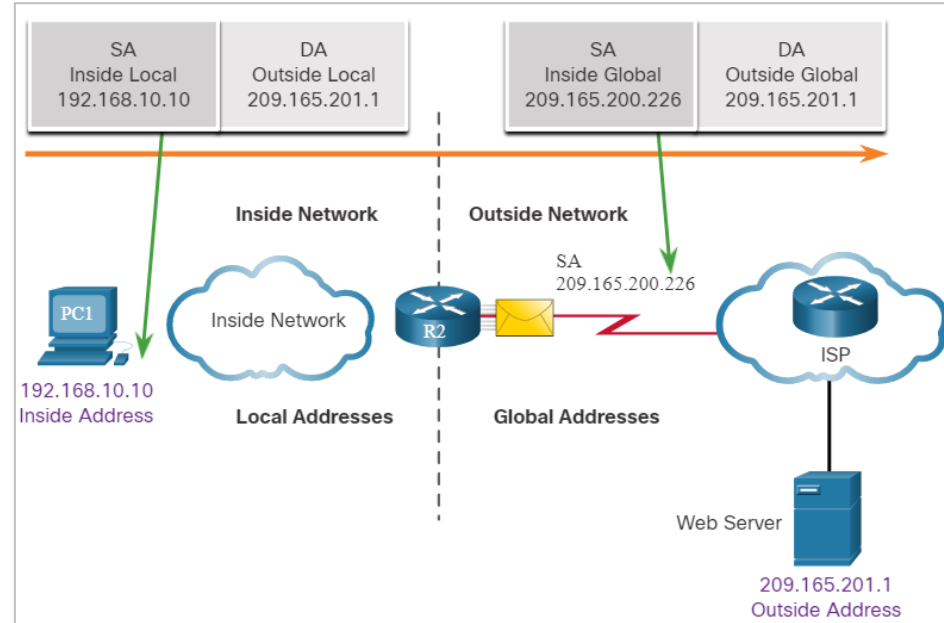 SA
Inside Local
192.168.10.10
DA
Outside Local
209.165.201.1
SA
Inside Global
209.165.200.226
DA
Outside Global
209.165.201.1
Inside Network
Outside Network
SA
209.165.200.226
PC1
Inside Network
R2
ISP
192.168.10.10
Inside Address
Local Addresses
Global Addresses
Web Server
209.165.201.1
Outside Address